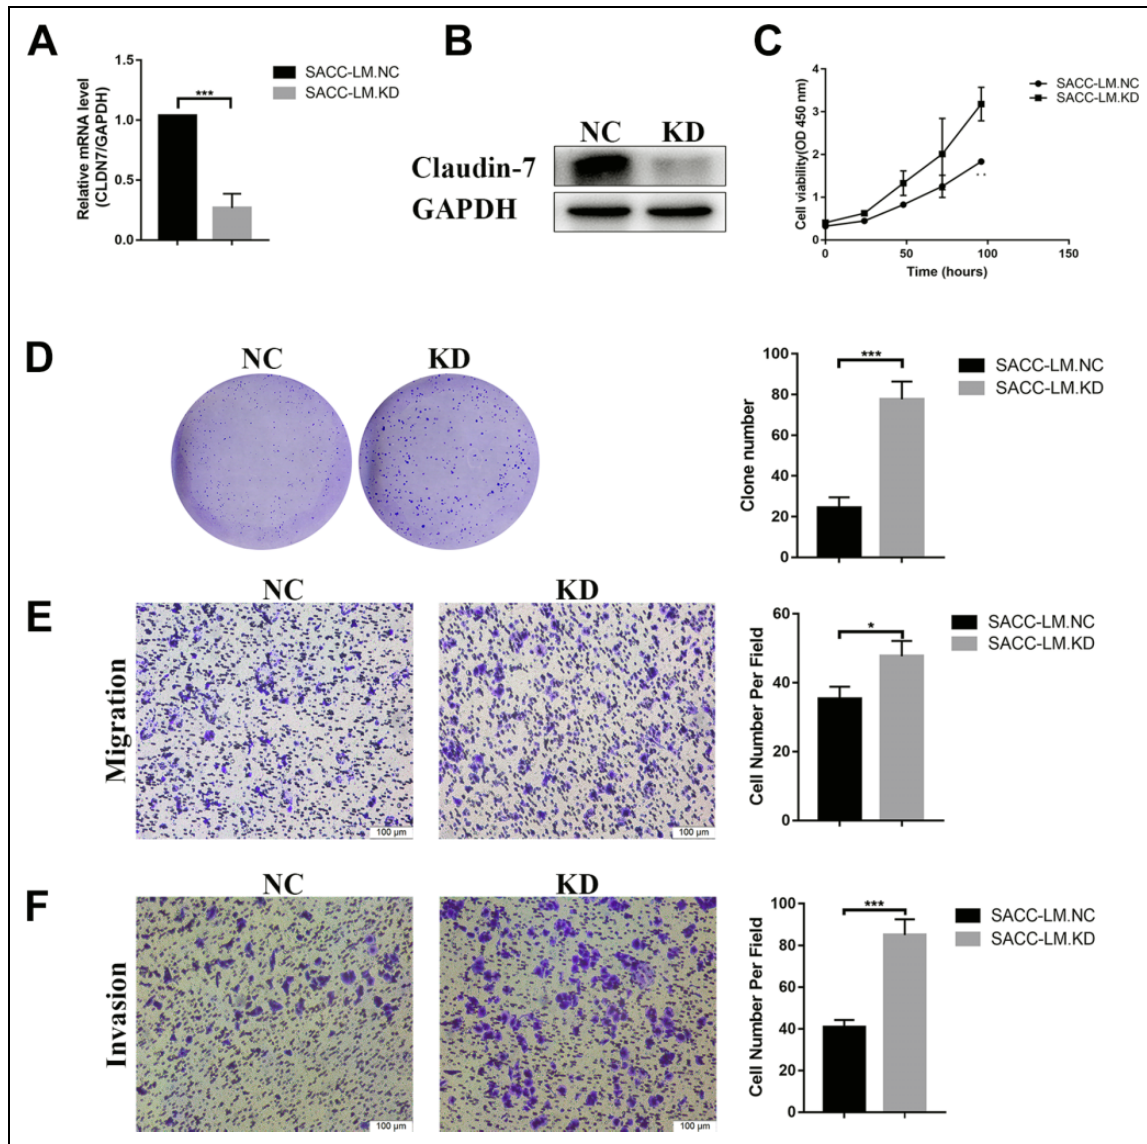 A
Relative mRNA level
(CLDN7/GAPDH)
1.5
1.0
0.5
0.0
***
SACC-LM.NC
SACC-LM.KD
B
NC KD
Claudin-7
GAPDH
C
Cell viability(OD 450 nm)
4
3
2
1
0
0 50 100 150
Time (hours)
SACC-LM.NC
SACC-LM.KD
D
NC KD
Clone number
100
80
60
40
20
0
***
SACC-LM.NC
SACC-LM.KD
E
Migration
NC KD
100 µm
100 µm
Cell Number Per Field
60
40
20
0
*
SACC-LM.NC
SACC-LM.KD
F
Invasion
NC KD
100 µm
100 µm
Cell Number Per Field
100
80
60
40
20
0
***
SACC-LM.NC
SACC-LM.KD